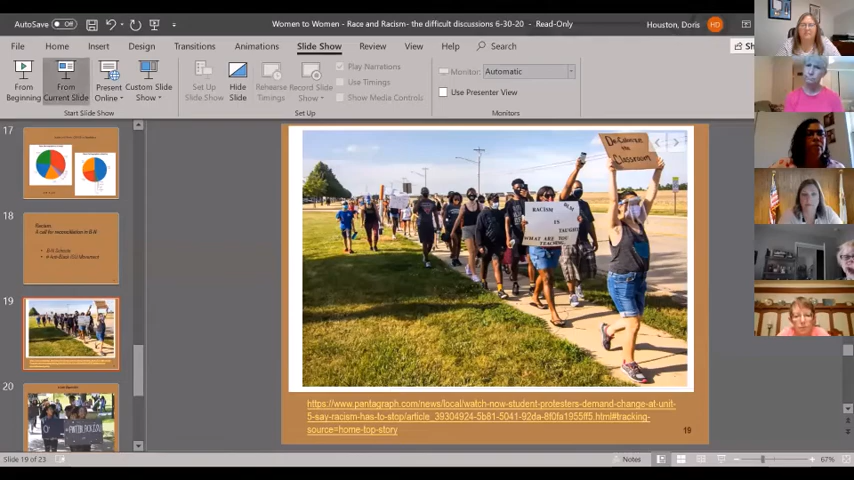 AutoSave Off
Women to Women - Race and Racism- the difficult discussions 6-30-20 - Read-Only
Houston, Doris
HD
File Home Insert Design Transitions Animations Slide Show Review View Help Search
From Beginning
From Current Slide
Present Online
Custom Slide Show
Set Up Slide Show
Hide Slide
Rehearse Timings
Record Slide Show
Play Narrations
Use Timings
Show Media Controls
Monitor: Automatic
Use Presenter View
Start Slide Show
Set Up
Monitors
17
18
B-N Schools
19
20
De-Colonize
the
Classroom
RACISM
IS
TAUGHT
WHAT ARE YOU
TEACHING
https://www.pantagraph.com/news/local/watch-now-student-protesters-demand-change-at-unit-
5-say-racism-has-to-stop/article_39304924-5b81-5041-92da-8f0fa1955ff5.html#tracking-
source=home-top-story
19
Slide 19 of 23
Notes
67%